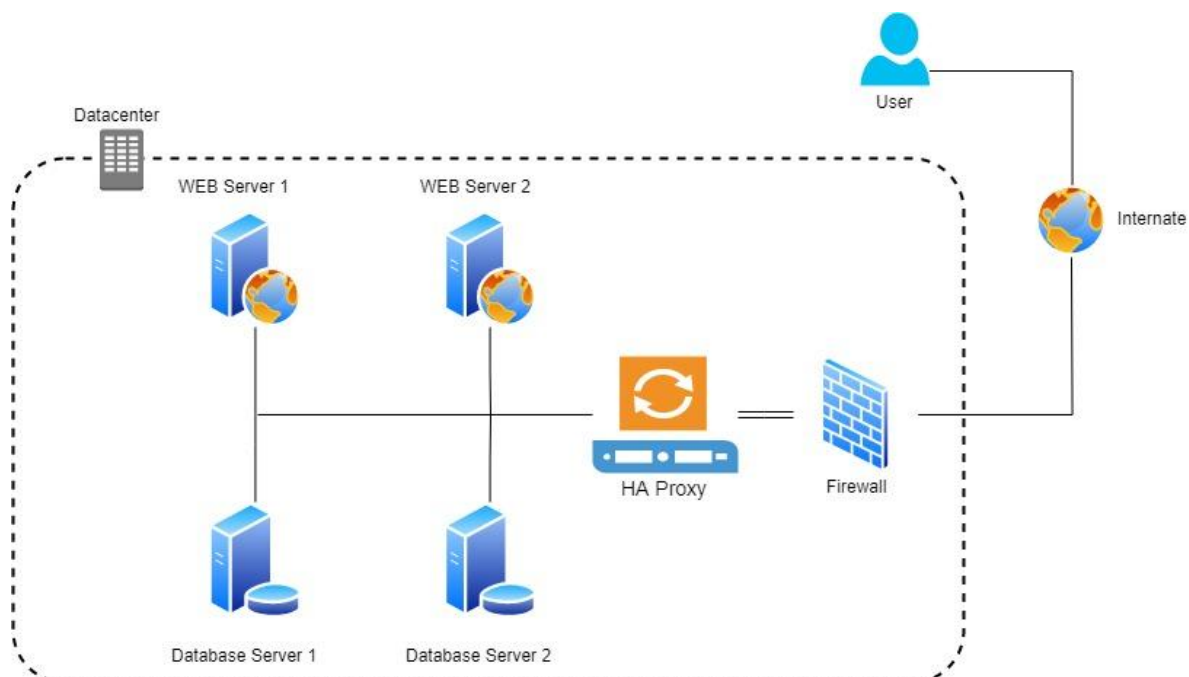 User
Datacenter
WEB Server 1
WEB Server 2
Internate
HA Proxy
Firewall
Database Server 1
Database Server 2